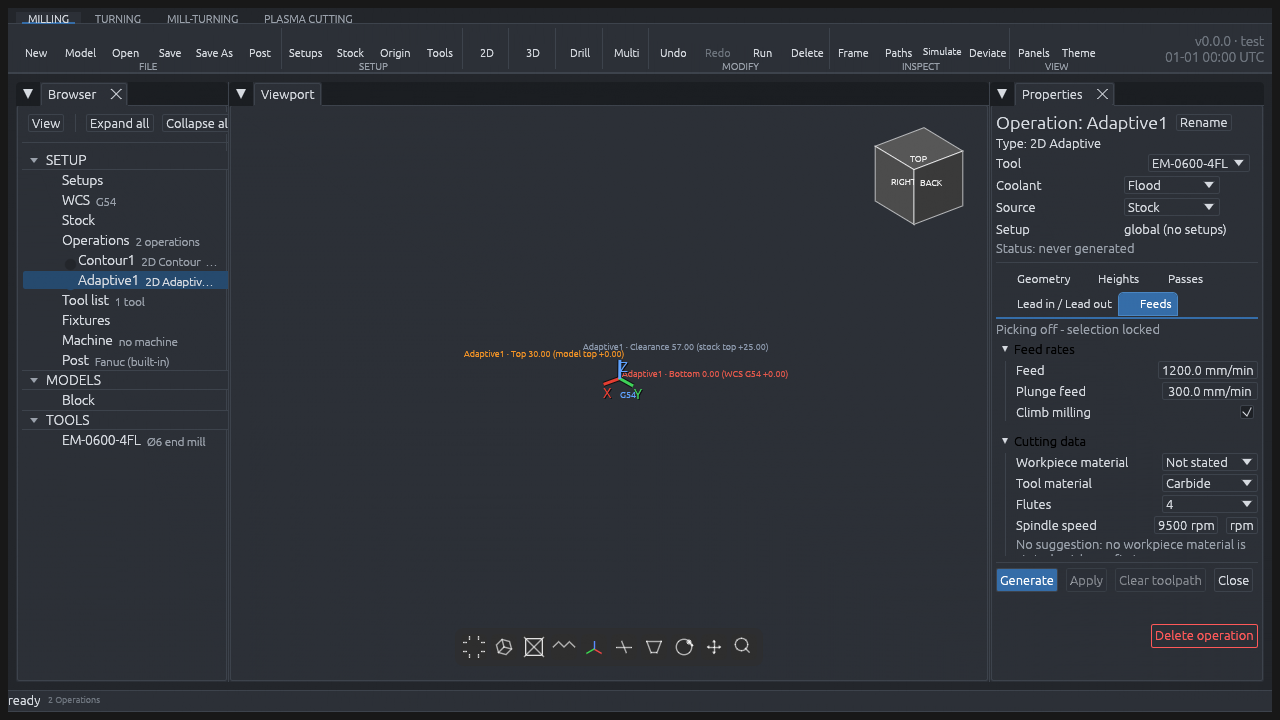 MILLING TURNING MILL-TURNING PLASMA CUTTING
New Model Open Save Save As Post Setups Stock Origin Tools 2D 3D Drill Multi Undo Redo Run Delete Frame Paths Simulate Deviate Panels Theme
FILE SETUP MODIFY INSPECT VIEW
v0.0.0 · test
01-01 00:00 UTC
Browser
View Expand all Collapse al
SETUP
Setups
WCS G54
Stock
Operations 2 operations
Contour1 2D Contour ...
Adaptive1 2D Adaptiv...
Tool list 1 tool
Fixtures
Machine no machine
Post Fanuc (built-in)
MODELS
Block
TOOLS
EM-0600-4FL Ø6 end mill
Viewport
TOP
RIGHT BACK
Adaptive1 · Clearance 57.00 (stock top +25.00)
Adaptive1 · Top 30.00 (model top +0.00)
Adaptive1 · Bottom 0.00 (WCS G54 +0.00)
Z
X G54 Y
Properties
Operation: Adaptive1 Rename
Type: 2D Adaptive
Tool EM-0600-4FL
Coolant Flood
Source Stock
Setup global (no setups)
Status: never generated
Geometry Heights Passes
Lead in / Lead out Feeds
Picking off - selection locked
Feed rates
Feed 1200.0 mm/min
Plunge feed 300.0 mm/min
Climb milling
Cutting data
Workpiece material Not stated
Tool material Carbide
Flutes 4
Spindle speed 9500 rpm rpm
No suggestion: no workpiece material is
Generate Apply Clear toolpath Close
Delete operation
ready 2 Operations